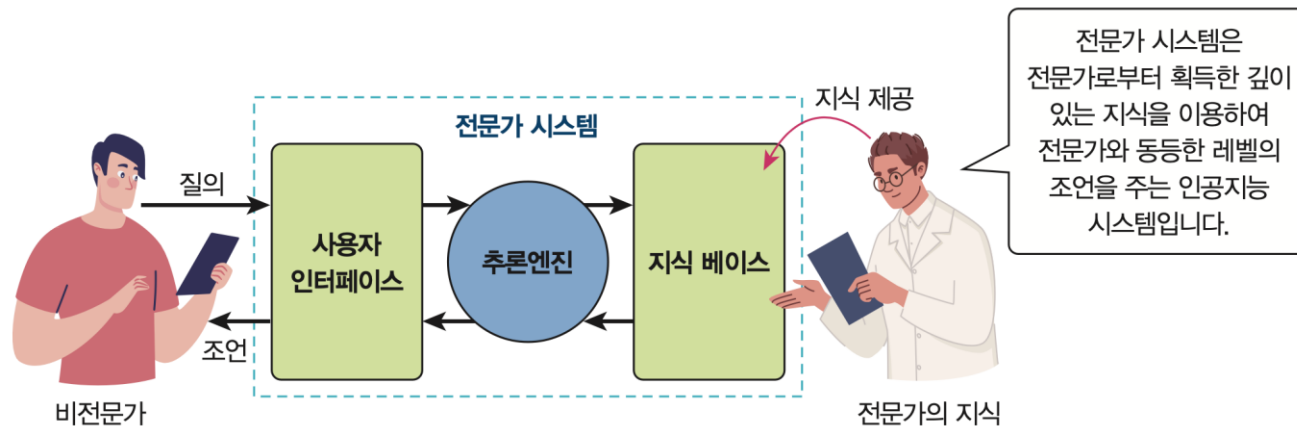 전문가 시스템은
전문가로부터 획득한 깊이
있는 지식을 이용하여
전문가와 동등한 레벨의
조언을 주는 인공지능
시스템입니다.
지식 제공
전문가 시스템
질의
사용자
인터페이스
추론엔진
지식 베이스
조언
비전문가
전문가의 지식